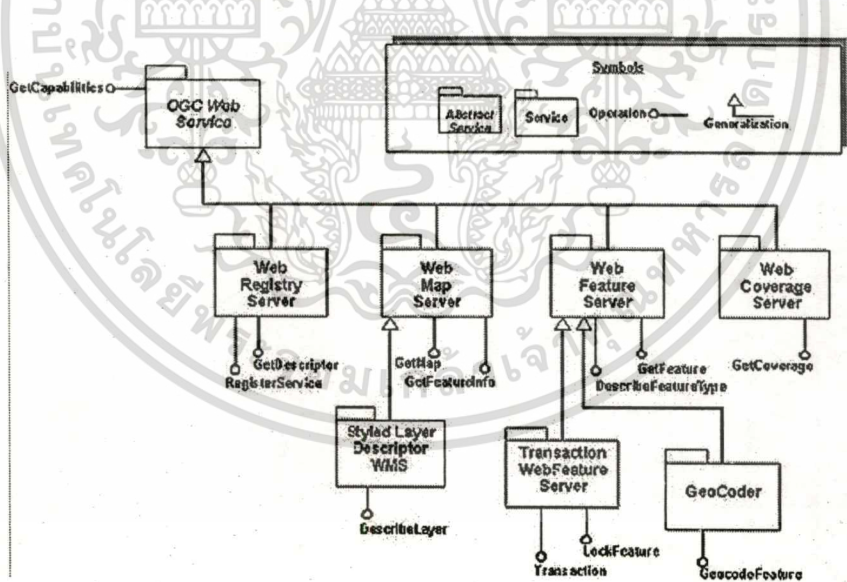 Symbols
GetCapabilities
OGC Web
Service
Abstract
Service
Service
Operation
Generalization
Web
Registry
Server
Web
Map
Server
Web
Feature
Server
Web
Coverage
Server
GetDescriptor
RegisterService
GetMap
GetFeatureInfo
GetFeature
DescribeFeatureType
GetCoverage
Styled Layer
Descriptor
WMS
Transaction
WebFeature
Server
GeoCoder
DescribeLayer
LockFeature
Transaction
GeocodeFeature